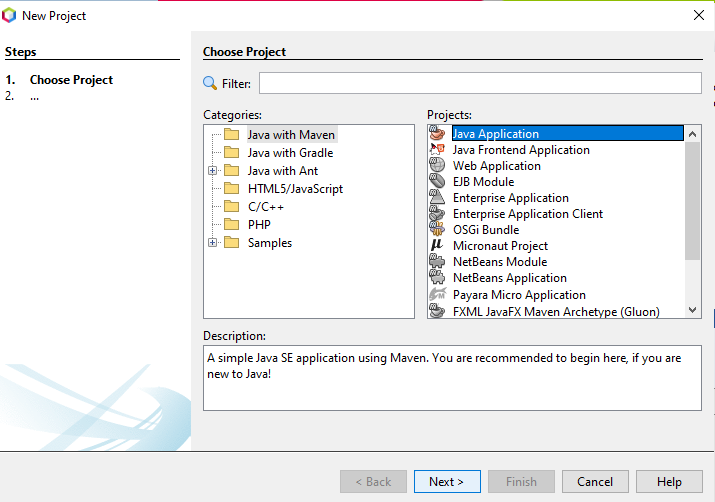 New Project
Steps
1. Choose Project
2. ...
Choose Project
Filter:
Categories:
Java with Maven
Java with Gradle
Java with Ant
HTML5/JavaScript
C/C++
PHP
Samples
Projects:
Java Application
Java Frontend Application
Web Application
EJB Module
Enterprise Application
Enterprise Application Client
OSGi Bundle
Micronaut Project
NetBeans Module
NetBeans Application
Payara Micro Application
FXML JavaFX Maven Archetype (Gluon)
Description:
A simple Java SE application using Maven. You are recommended to begin here, if you are
new to Java!
< Back
Next >
Finish
Cancel
Help